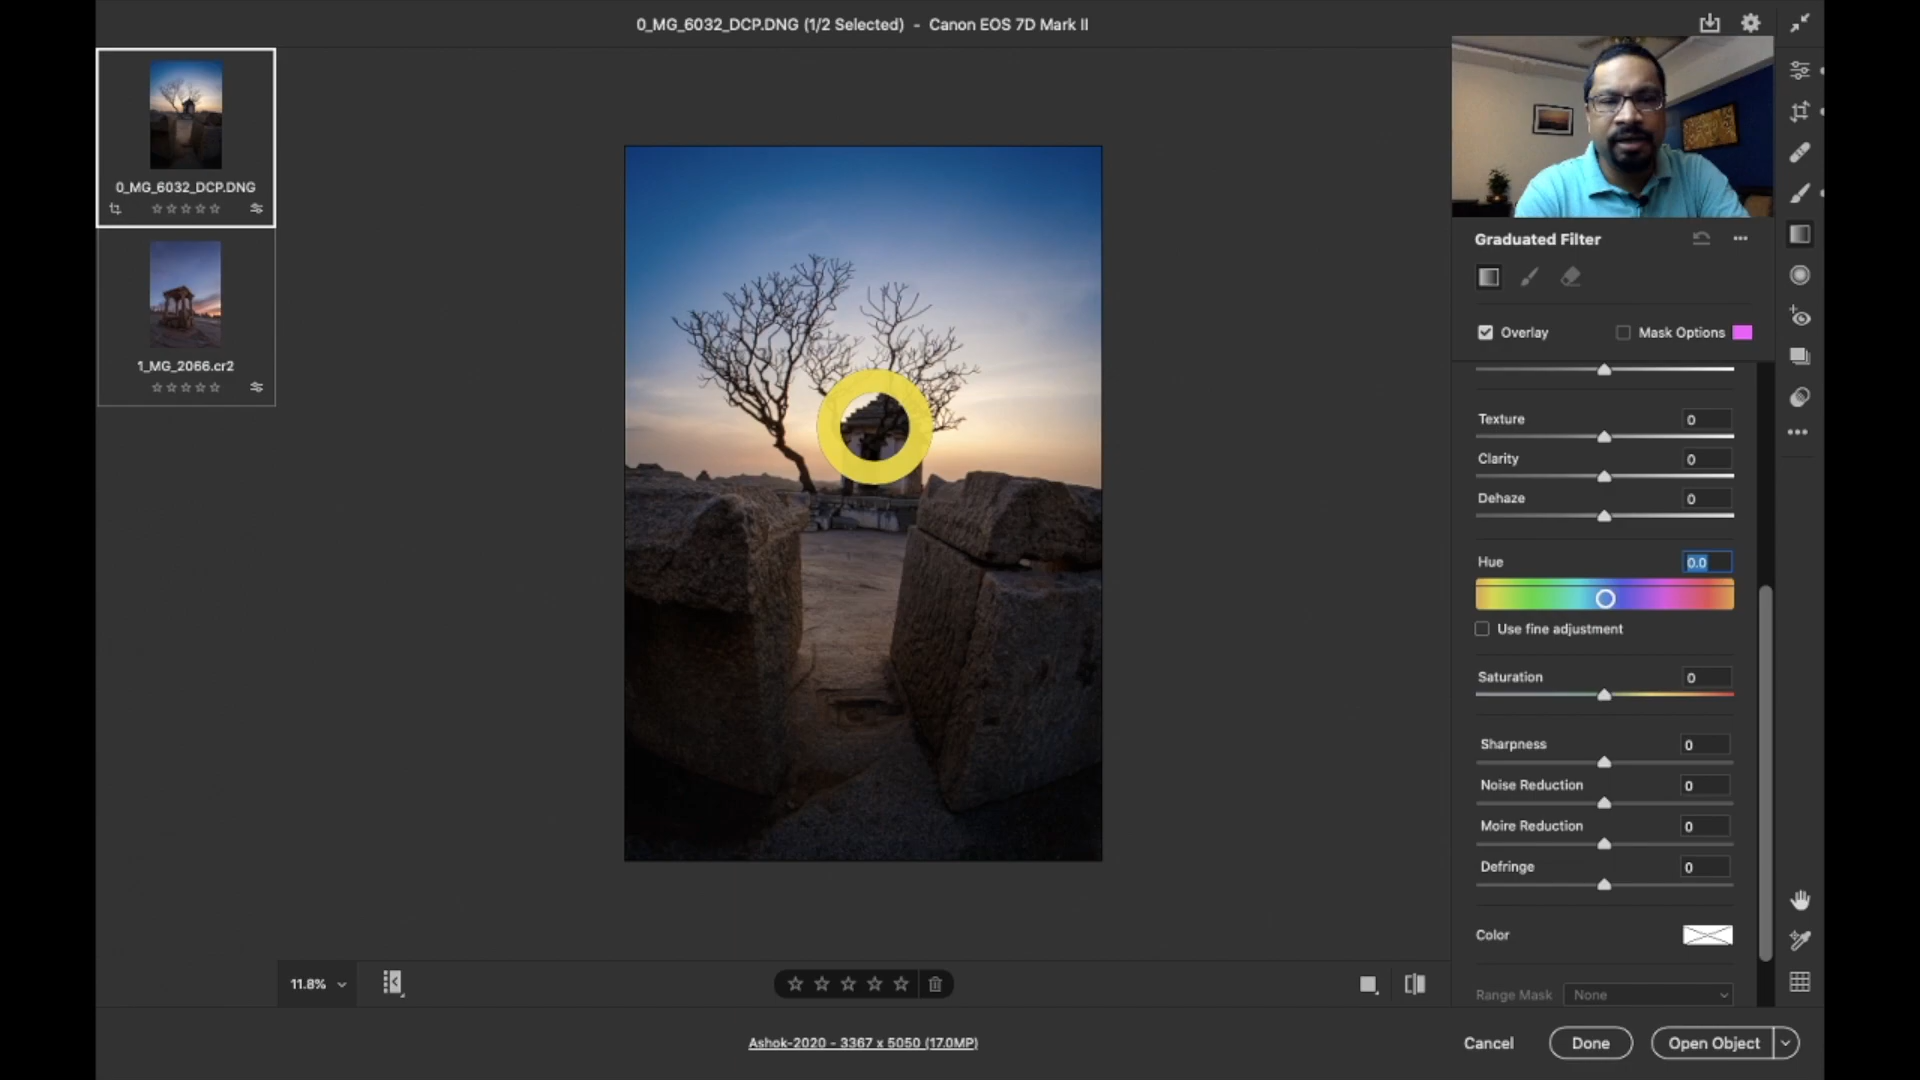 0_MG_6032_DCP.DNG (1/2 Selected) - Canon EOS 7D Mark II
0_MG_6032_DCP.DNG
1_MG_2066.cr2
Graduated Filter
Overlay
Mask Options
Texture 0
Clarity 0
Dehaze 0
Hue 0.0
Use fine adjustment
Saturation 0
Sharpness 0
Noise Reduction 0
Moire Reduction 0
Defringe 0
Color
Range Mask None
11.8%
Ashok-2020 - 3367 x 5050 (17.0MP)
Cancel
Done
Open Object